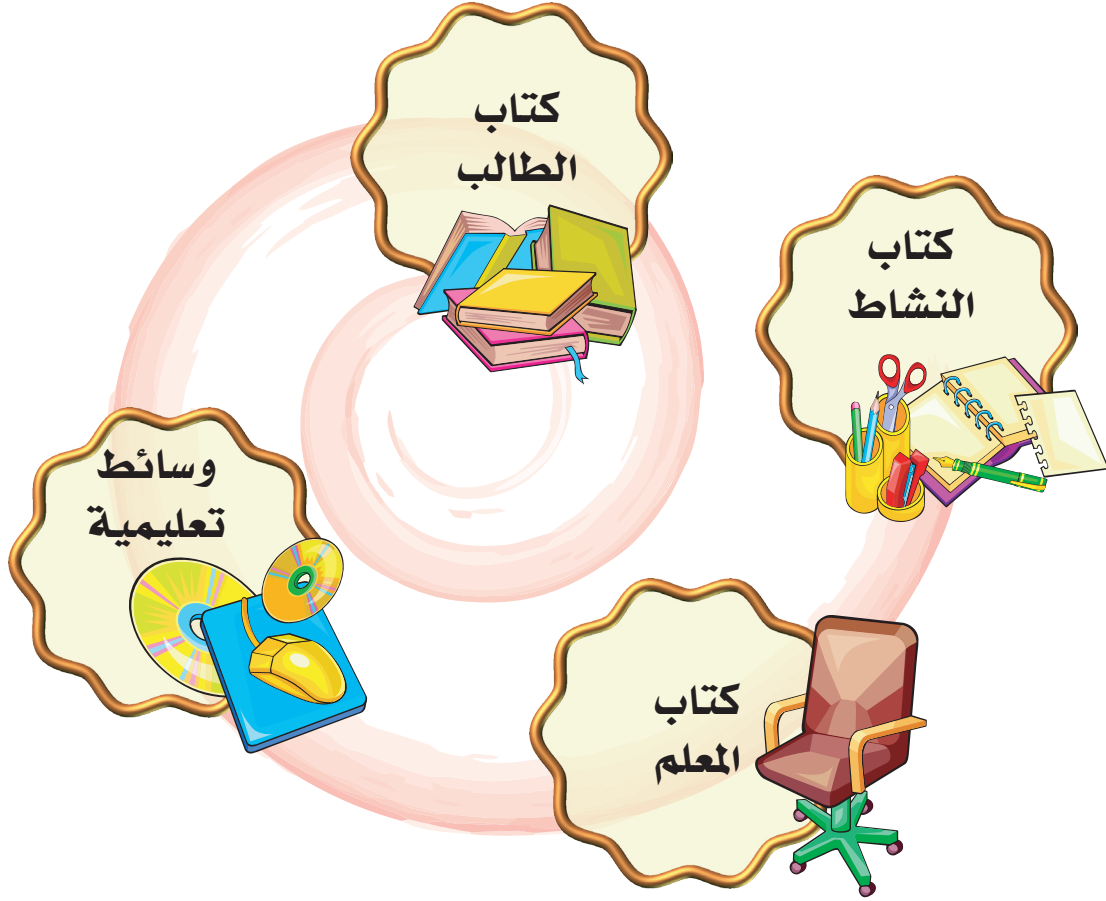 كتاب
الطالب
كتاب
النشاط
وسائط
تعليمية
كتاب
المعلم